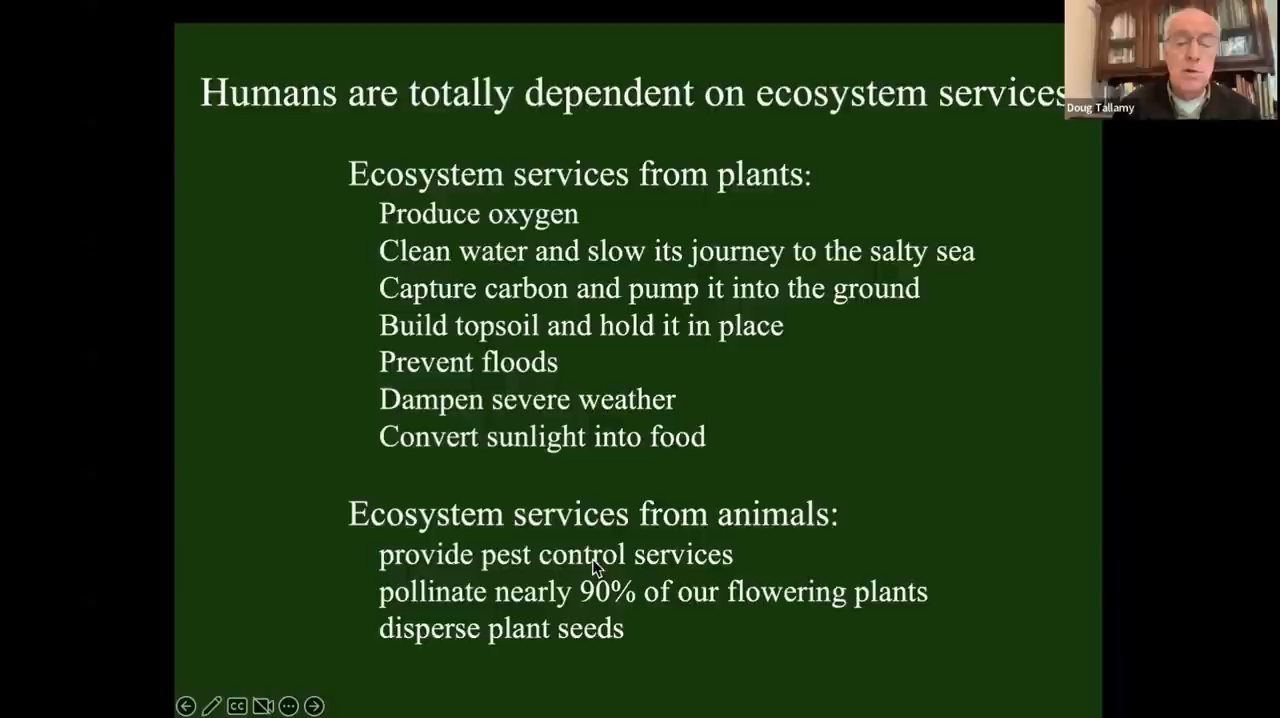 Humans are totally dependent on ecosystem services
Doug Tallamy
Ecosystem services from plants:
Produce oxygen
Clean water and slow its journey to the salty sea
Capture carbon and pump it into the ground
Build topsoil and hold it in place
Prevent floods
Dampen severe weather
Convert sunlight into food
Ecosystem services from animals:
provide pest control services
pollinate nearly 90% of our flowering plants
disperse plant seeds
CC